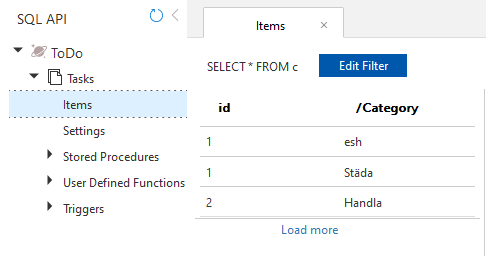 SQL API
ToDo
Tasks
Items
Settings
Stored Procedures
User Defined Functions
Triggers
Items ×
SELECT * FROM c Edit Filter
id /Category
1 esh
1 Städa
2 Handla
Load more